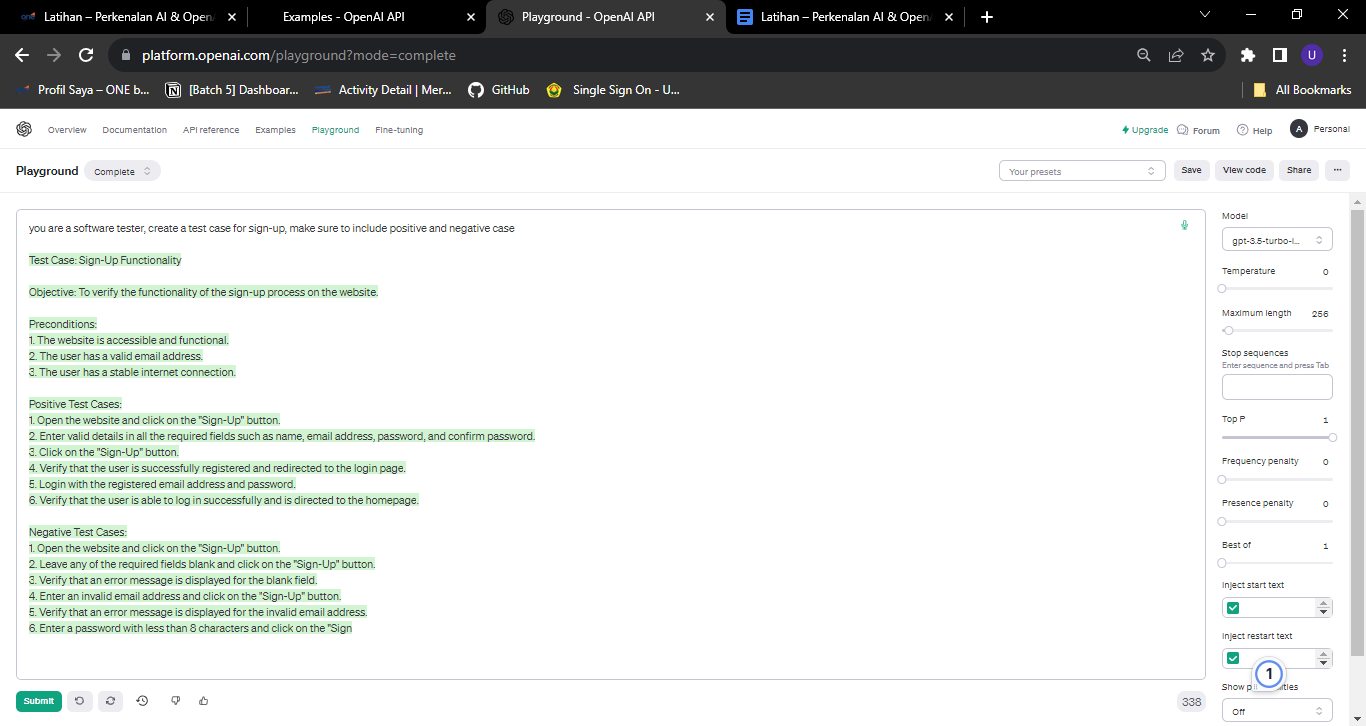 Latihan – Perkenalan AI & Open
Examples - OpenAI API
Playground - OpenAI API
Latihan – Perkenalan AI & Open
platform.openai.com/playground?mode=complete
U
Profil Saya – ONE b...
[Batch 5] Dashboar...
Activity Detail | Mer...
GitHub
Single Sign On - U...
All Bookmarks
Overview
Documentation
API reference
Examples
Playground
Fine-tuning
Upgrade
Forum
Help
A
Personal
Playground
Complete
Your presets
Save
View code
Share
...
you are a software tester, create a test case for sign-up, make sure to include positive and negative case
Test Case: Sign-Up Functionality
Objective: To verify the functionality of the sign-up process on the website.
Preconditions:
1. The website is accessible and functional.
2. The user has a valid email address.
3. The user has a stable internet connection.
Positive Test Cases:
1. Open the website and click on the "Sign-Up" button.
2. Enter valid details in all the required fields such as name, email address, password, and confirm password.
3. Click on the "Sign-Up" button.
4. Verify that the user is successfully registered and redirected to the login page.
5. Login with the registered email address and password.
6. Verify that the user is able to log in successfully and is directed to the homepage.
Negative Test Cases:
1. Open the website and click on the "Sign-Up" button.
2. Leave any of the required fields blank and click on the "Sign-Up" button.
3. Verify that an error message is displayed for the blank field.
4. Enter an invalid email address and click on the "Sign-Up" button.
5. Verify that an error message is displayed for the invalid email address.
6. Enter a password with less than 8 characters and click on the "Sign
Submit
338
Model
gpt-3.5-turbo-i...
Temperature 0
Maximum length 256
Stop sequences
Enter sequence and press Tab
Top P 1
Frequency penalty 0
Presence penalty 0
Best of 1
Inject start text
Inject restart text
1
Show
Off